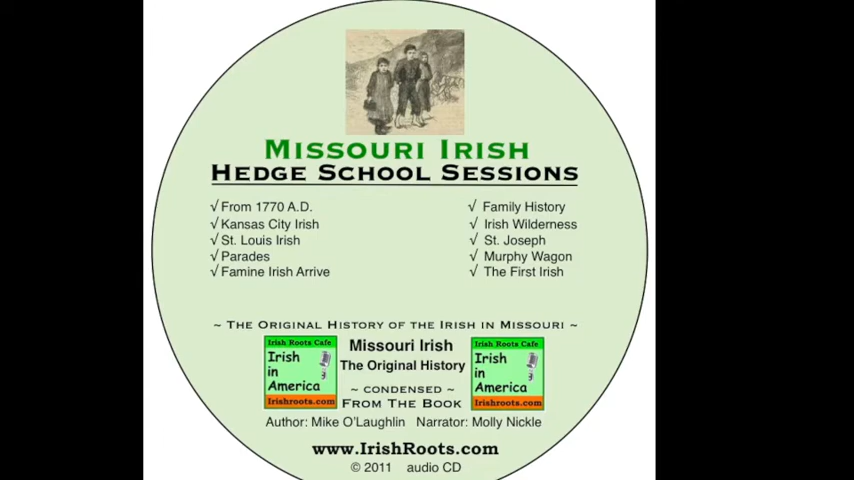 MISSOURI IRISH
HEDGE SCHOOL SESSIONS
√ From 1770 A.D.
√ Kansas City Irish
√ St. Louis Irish
√ Parades
√ Famine Irish Arrive
√ Family History
√ Irish Wilderness
√ St. Joseph
√ Murphy Wagon
√ The First Irish
~ THE ORIGINAL HISTORY OF THE IRISH IN MISSOURI ~
Irish Roots Cafe
Irish
in
America
Irishroots.com
Missouri Irish
The Original History
~ CONDENSED ~
FROM THE BOOK
Irish Roots Cafe
Irish
in
America
Irishroots.com
Author: Mike O'Laughlin Narrator: Molly Nickle
www.IrishRoots.com
© 2011 audio CD